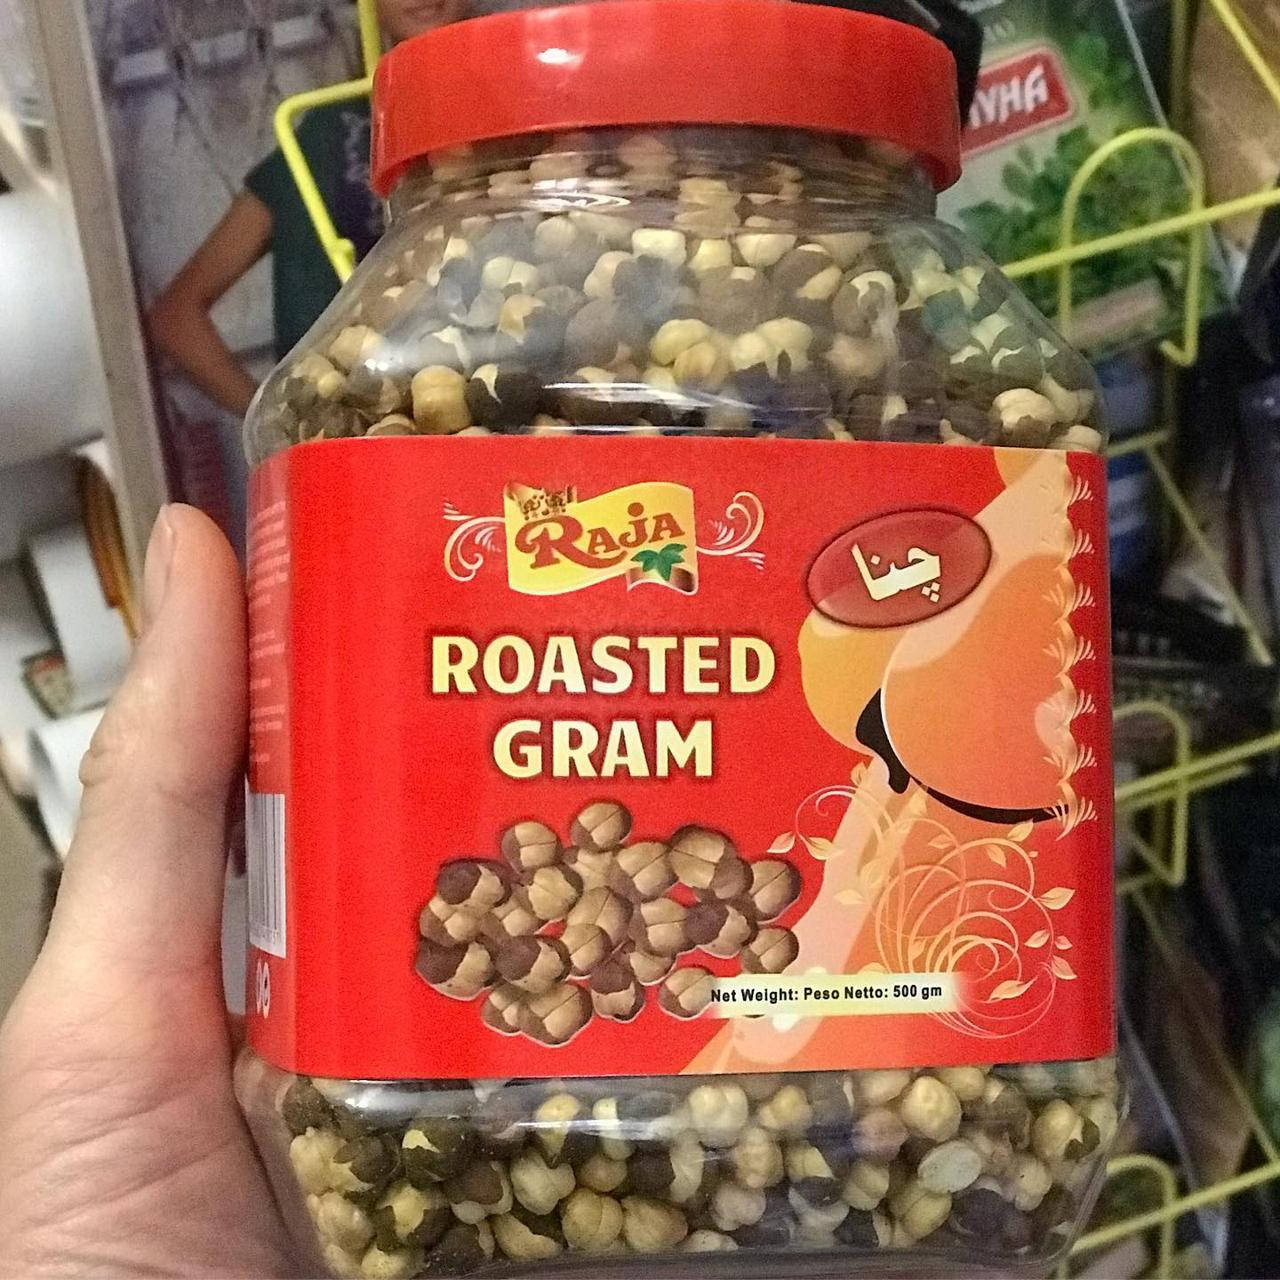 RAJA
چنا
ROASTED
GRAM
Net Weight: Peso Netto: 500 gm